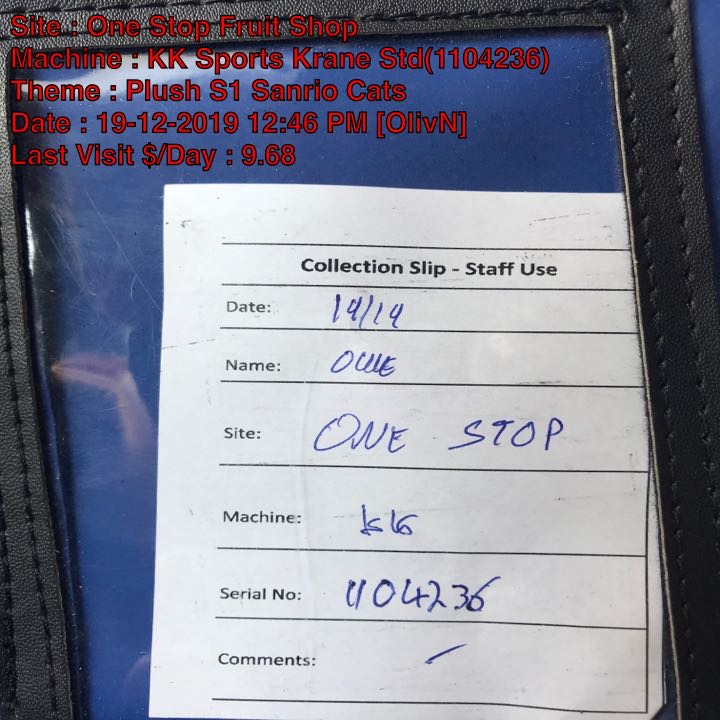 Site : One Stop Fruit Shop
Machine : KK Sports Krane Std(1104236)
Theme : Plush S1 Sanrio Cats
Date : 19-12-2019 12:46 PM [OlivN]
Last Visit $/Day : 9.68
Collection Slip - Staff Use
Date: 19/19
Name: OLLIE
Site: ONE STOP
Machine: KK
Serial No: 1104236
Comments: